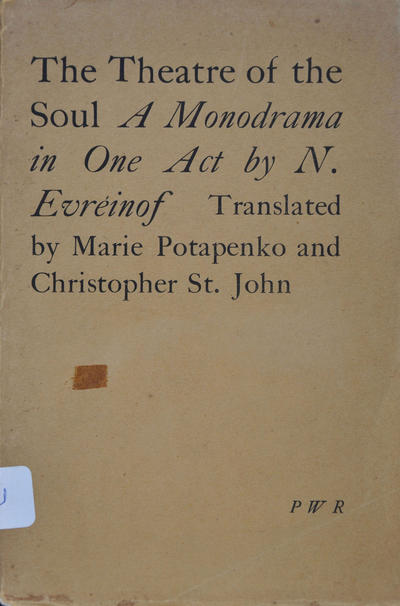 The Theatre of the
Soul A Monodrama
in One Act by N.
Evréinof Translated
by Marie Potapenko and
Christopher St. John
P W R